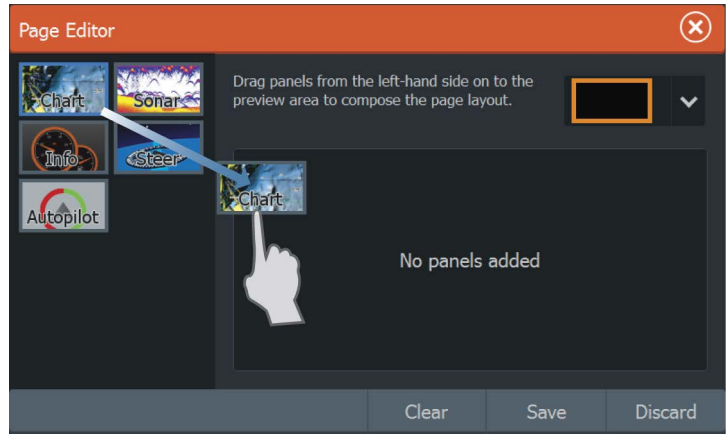 Page Editor
Chart
Sonar
Drag panels from the left-hand side on to the
preview area to compose the page layout.
Info
Steer
Autopilot
Chart
No panels added
Clear
Save
Discard